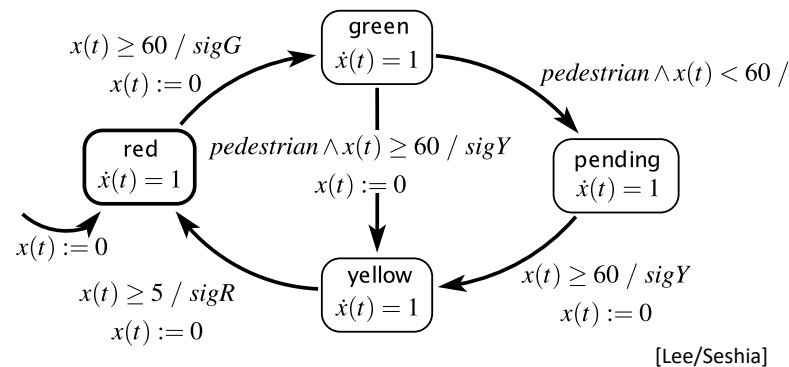 green
ẋ(t) = 1
x(t) ≥ 60 / sigG
x(t) := 0
pedestrian ∧ x(t) < 60 /
red
ẋ(t) = 1
pedestrian ∧ x(t) ≥ 60 / sigY
x(t) := 0
pending
ẋ(t) = 1
x(t) := 0
yellow
ẋ(t) = 1
x(t) ≥ 60 / sigY
x(t) := 0
x(t) ≥ 5 / sigR
x(t) := 0
[Lee/Seshia]